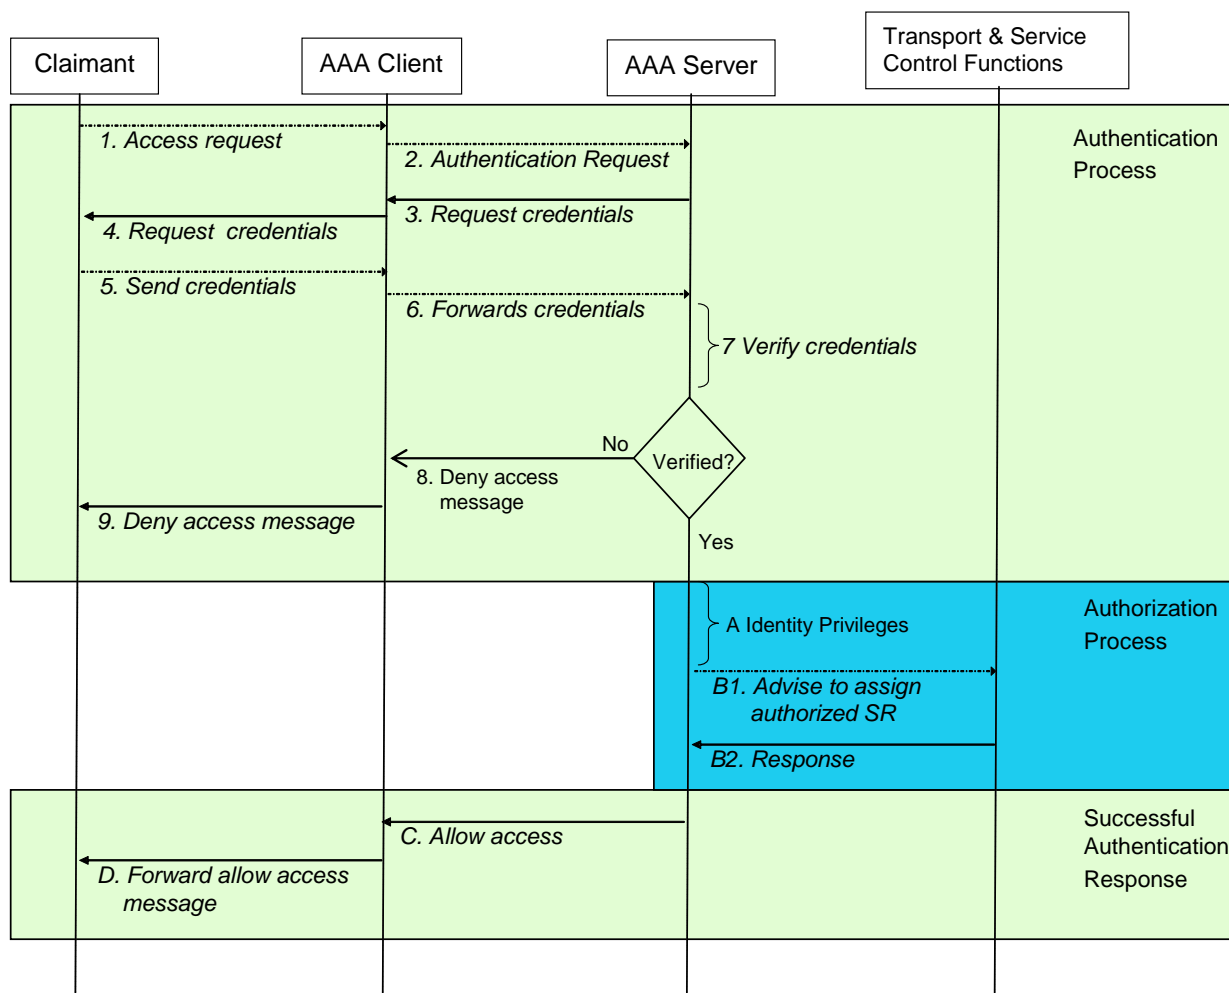 Claimant
AAA Client
AAA Server
Transport & Service
Control Functions
1. Access request
2. Authentication Request
Authentication
Process
3. Request credentials
4. Request credentials
5. Send credentials
6. Forwards credentials
7 Verify credentials
No
Verified?
8. Deny access
message
9. Deny access message
Yes
A Identity Privileges
Authorization
Process
B1. Advise to assign
authorized SR
B2. Response
C. Allow access
Successful
Authentication
Response
D. Forward allow access
message